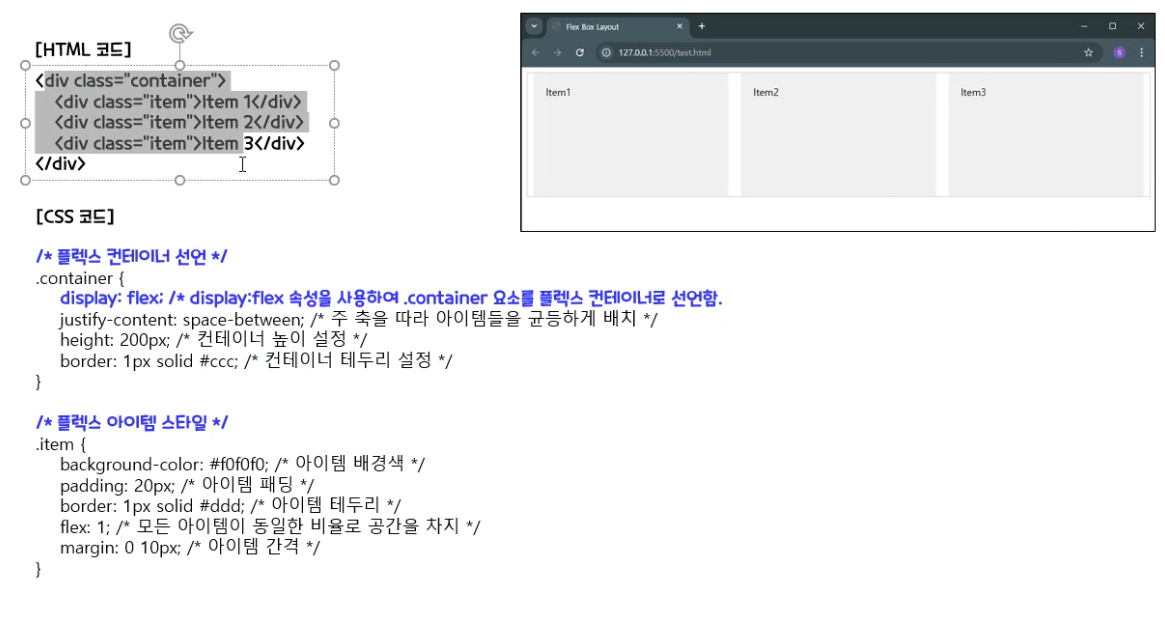 [HTML 코드]
<div class="container">
<div class="item">Item 1</div>
<div class="item">Item 2</div>
<div class="item">Item 3</div>
</div>
Flex Box Layout
127.0.0.1:5500/test.html
S
Item1 Item2 Item3
[CSS 코드]
/* 플렉스 컨테이너 선언 */
.container {
display: flex; /* display:flex 속성을 사용하여 .container 요소를 플렉스 컨테이너로 선언함.
justify-content: space-between; /* 주 축을 따라 아이템들을 균등하게 배치 */
height: 200px; /* 컨테이너 높이 설정 */
border: 1px solid #ccc; /* 컨테이너 테두리 설정 */
}
/* 플렉스 아이템 스타일 */
.item {
background-color: #f0f0f0; /* 아이템 배경색 */
padding: 20px; /* 아이템 패딩 */
border: 1px solid #ddd; /* 아이템 테두리 */
flex: 1; /* 모든 아이템이 동일한 비율로 공간을 차지 */
margin: 0 10px; /* 아이템 간격 */
}